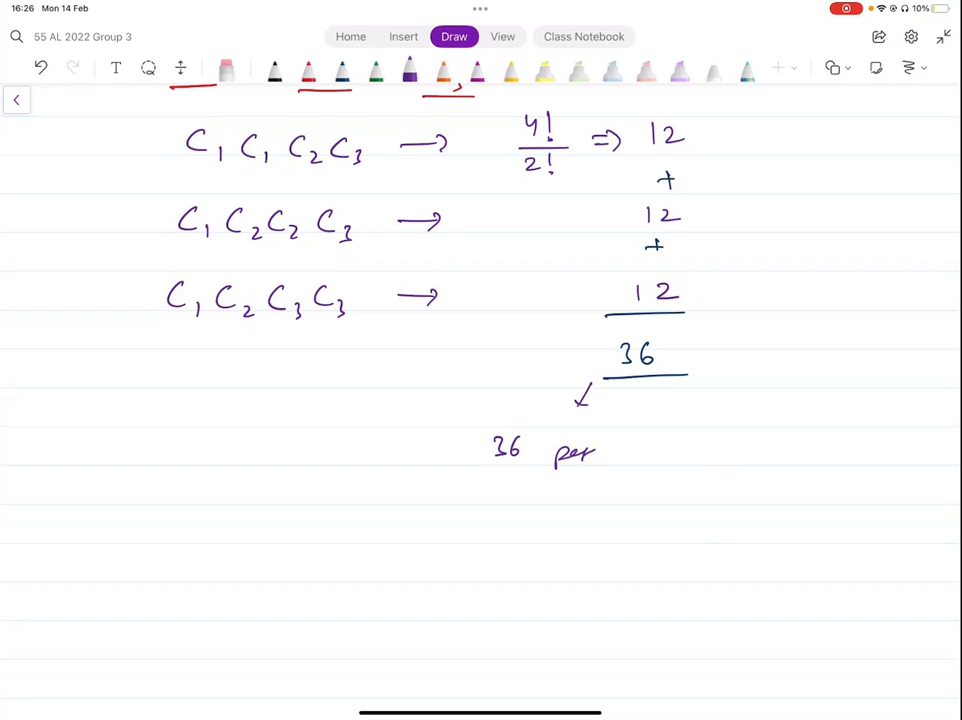 16:26 Mon 14 Feb 10%
55 AL 2022 Group 3 Home Insert Draw View Class Notebook
C₁ C₁ C₂ C₃ → 4!/2! ⇒ 12
+
C₁ C₂ C₂ C₃ → 12
+
C₁ C₂ C₃ C₃ → 12
36
↙
36 per